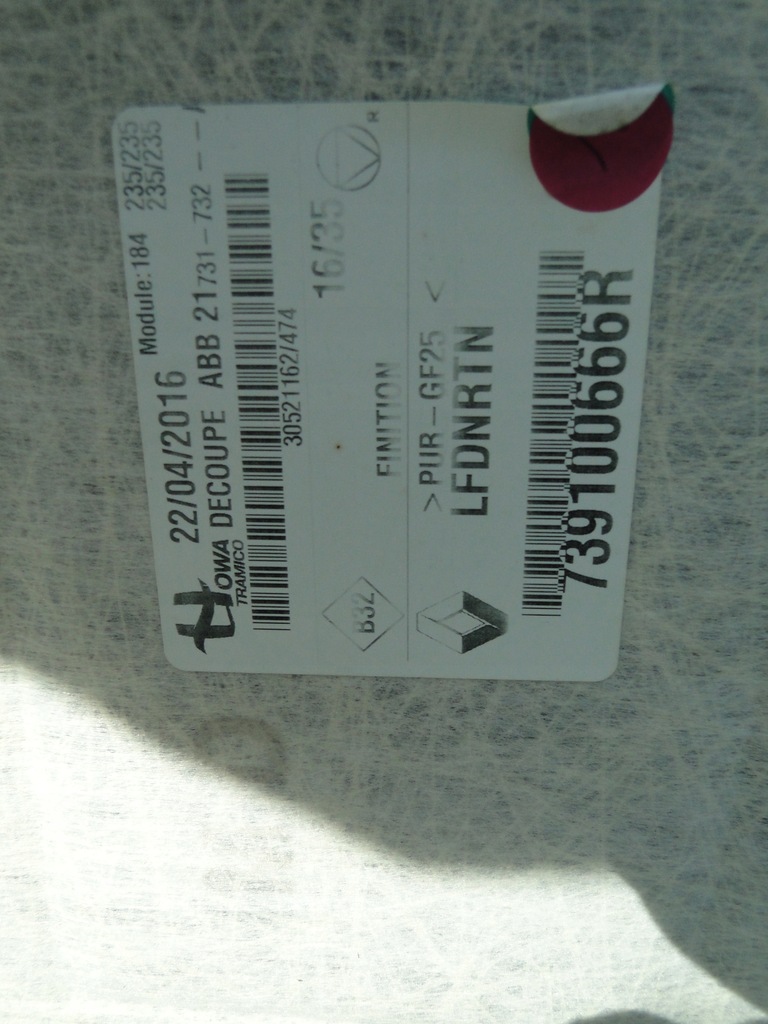 22/04/2016 Module:184 235/235
235/235
HOWA TRAMICO
DECOUPE ABB 21731-732 --
30521162/474
16/35
R
B32
FINITION
>PUR-GF25 <
LFDNRTN
739100666R